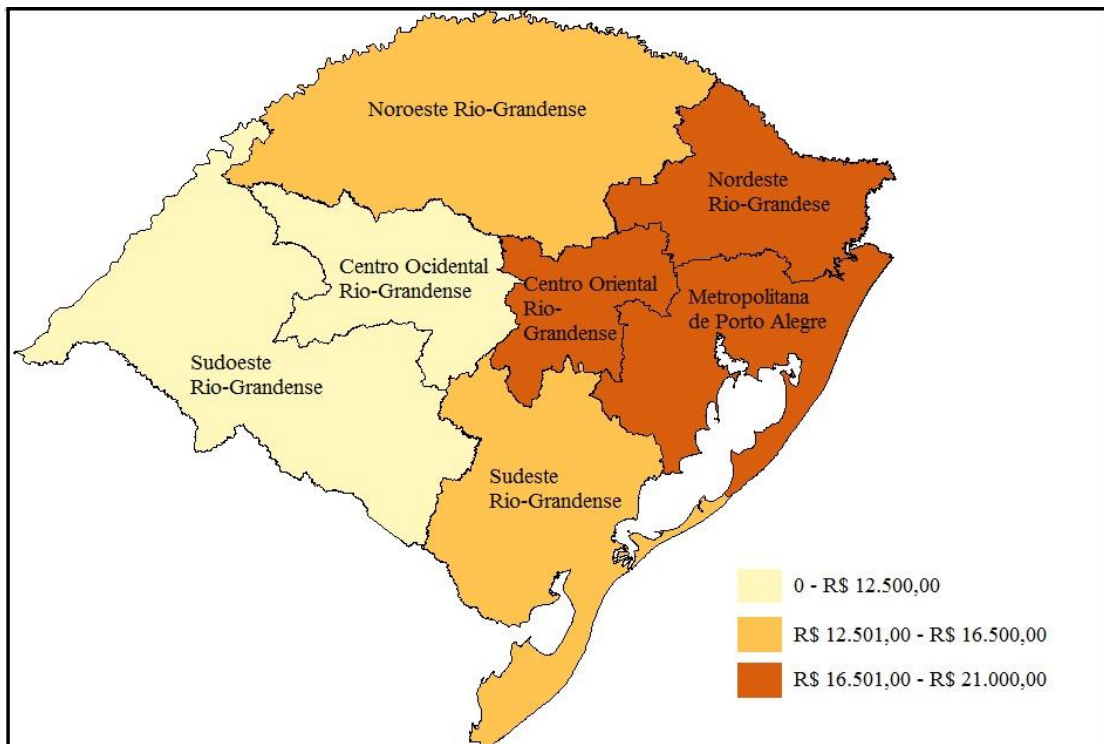 Noroeste Rio-Grandense
Nordeste
Rio-Grandese
Centro Ocidental
Rio-Grandense
Centro Oriental
Rio-
Grandense
Metropolitana
de Porto Alegre
Sudoeste
Rio-Grandense
Sudeste
Rio-Grandense
0 - R$ 12.500,00
R$ 12.501,00 - R$ 16.500,00
R$ 16.501,00 - R$ 21.000,00